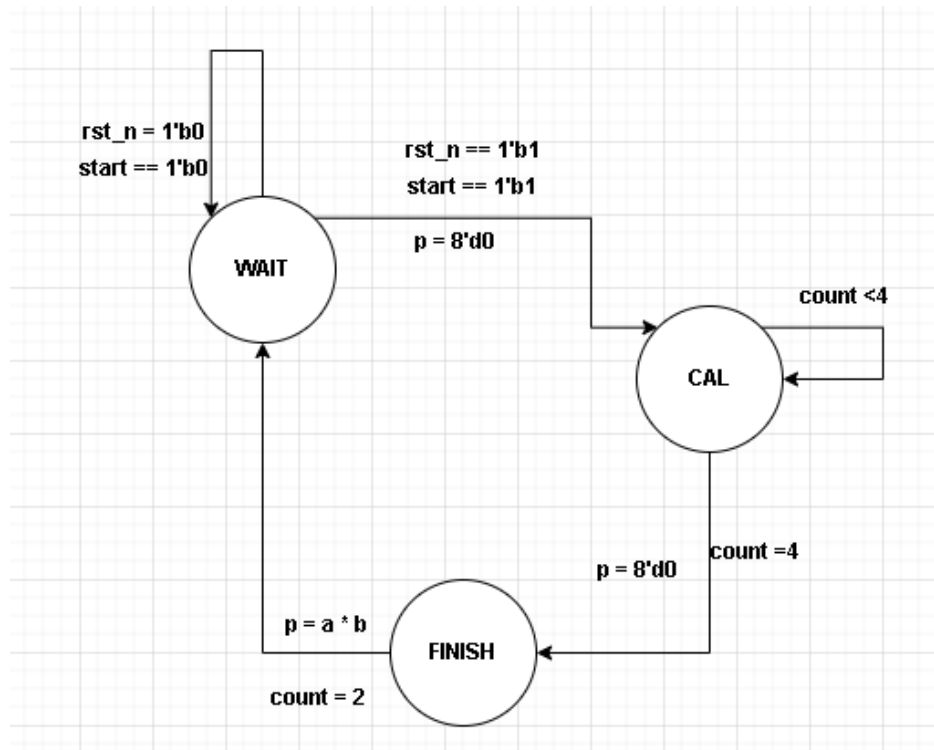 rst_n = 1'b0
start == 1'b0
rst_n == 1'b1
start == 1'b1
p = 8'd0
WAIT
count <4
CAL
count =4
p = 8'd0
p = a * b
FINISH
count = 2